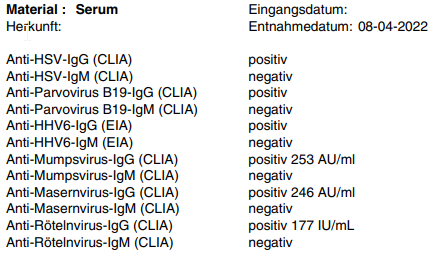 Material : Serum Eingangsdatum:
Herkunft: Entnahmedatum: 08-04-2022
Anti-HSV-IgG (CLIA) positiv
Anti-HSV-IgM (CLIA) negativ
Anti-Parvovirus B19-IgG (CLIA) positiv
Anti-Parvovirus B19-IgM (CLIA) negativ
Anti-HHV6-IgG (EIA) positiv
Anti-HHV6-IgM (EIA) negativ
Anti-Mumpsvirus-IgG (CLIA) positiv 253 AU/ml
Anti-Mumpsvirus-IgM (CLIA) negativ
Anti-Masernvirus-IgG (CLIA) positiv 246 AU/ml
Anti-Masernvirus-IgM (CLIA) negativ
Anti-Rötelnvirus-IgG (CLIA) positiv 177 IU/mL
Anti-Rötelnvirus-IgM (CLIA) negativ